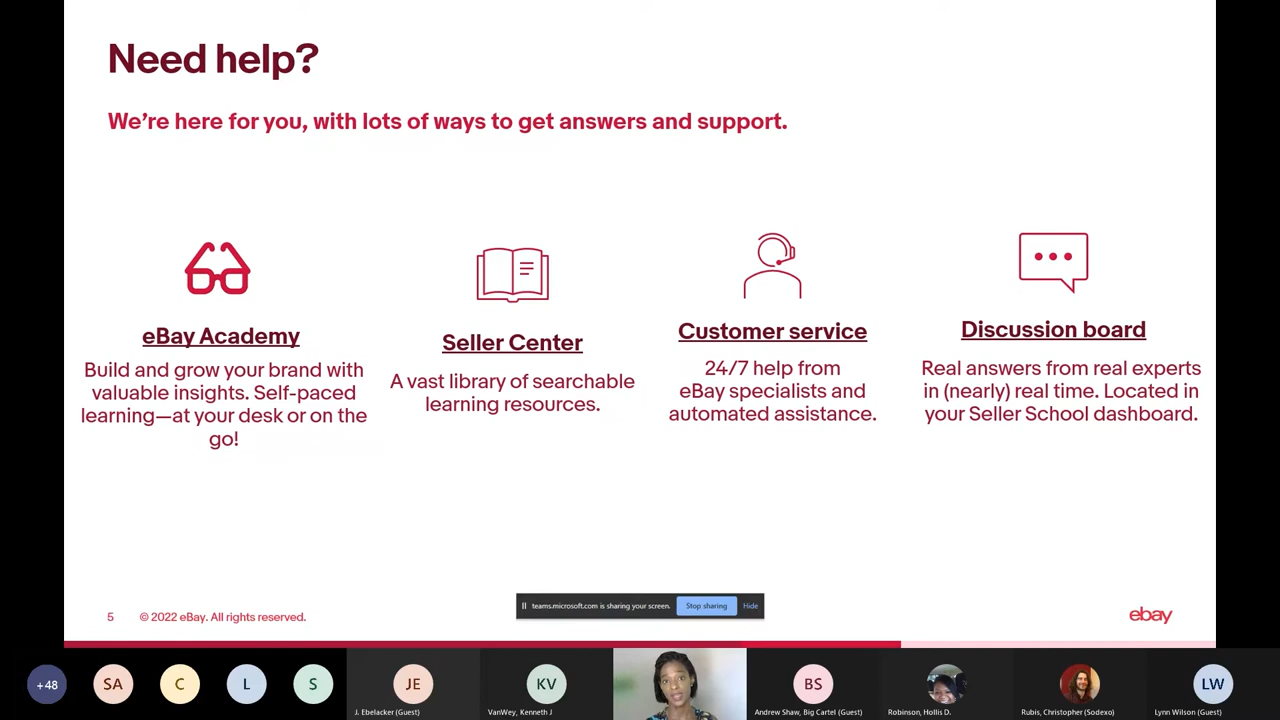 Need help?
We're here for you, with lots of ways to get answers and support.
eBay Academy
Build and grow your brand with
valuable insights. Self-paced
learning—at your desk or on the
go!
Seller Center
A vast library of searchable
learning resources.
Customer service
24/7 help from
eBay specialists and
automated assistance.
Discussion board
Real answers from real experts
in (nearly) real time. Located in
your Seller School dashboard.
teams.microsoft.com is sharing your screen.
Stop sharing
Hide
5
© 2022 eBay. All rights reserved.
ebay
+48
SA
C
L
S
JE
J. Ebelacker (Guest)
KV
VanWey, Kenneth J
BS
Andrew Shaw, Big Cartel (Guest)
Robinson, Hollis D.
Rubis, Christopher (Sodexo)
LW
Lynn Wilson (Guest)